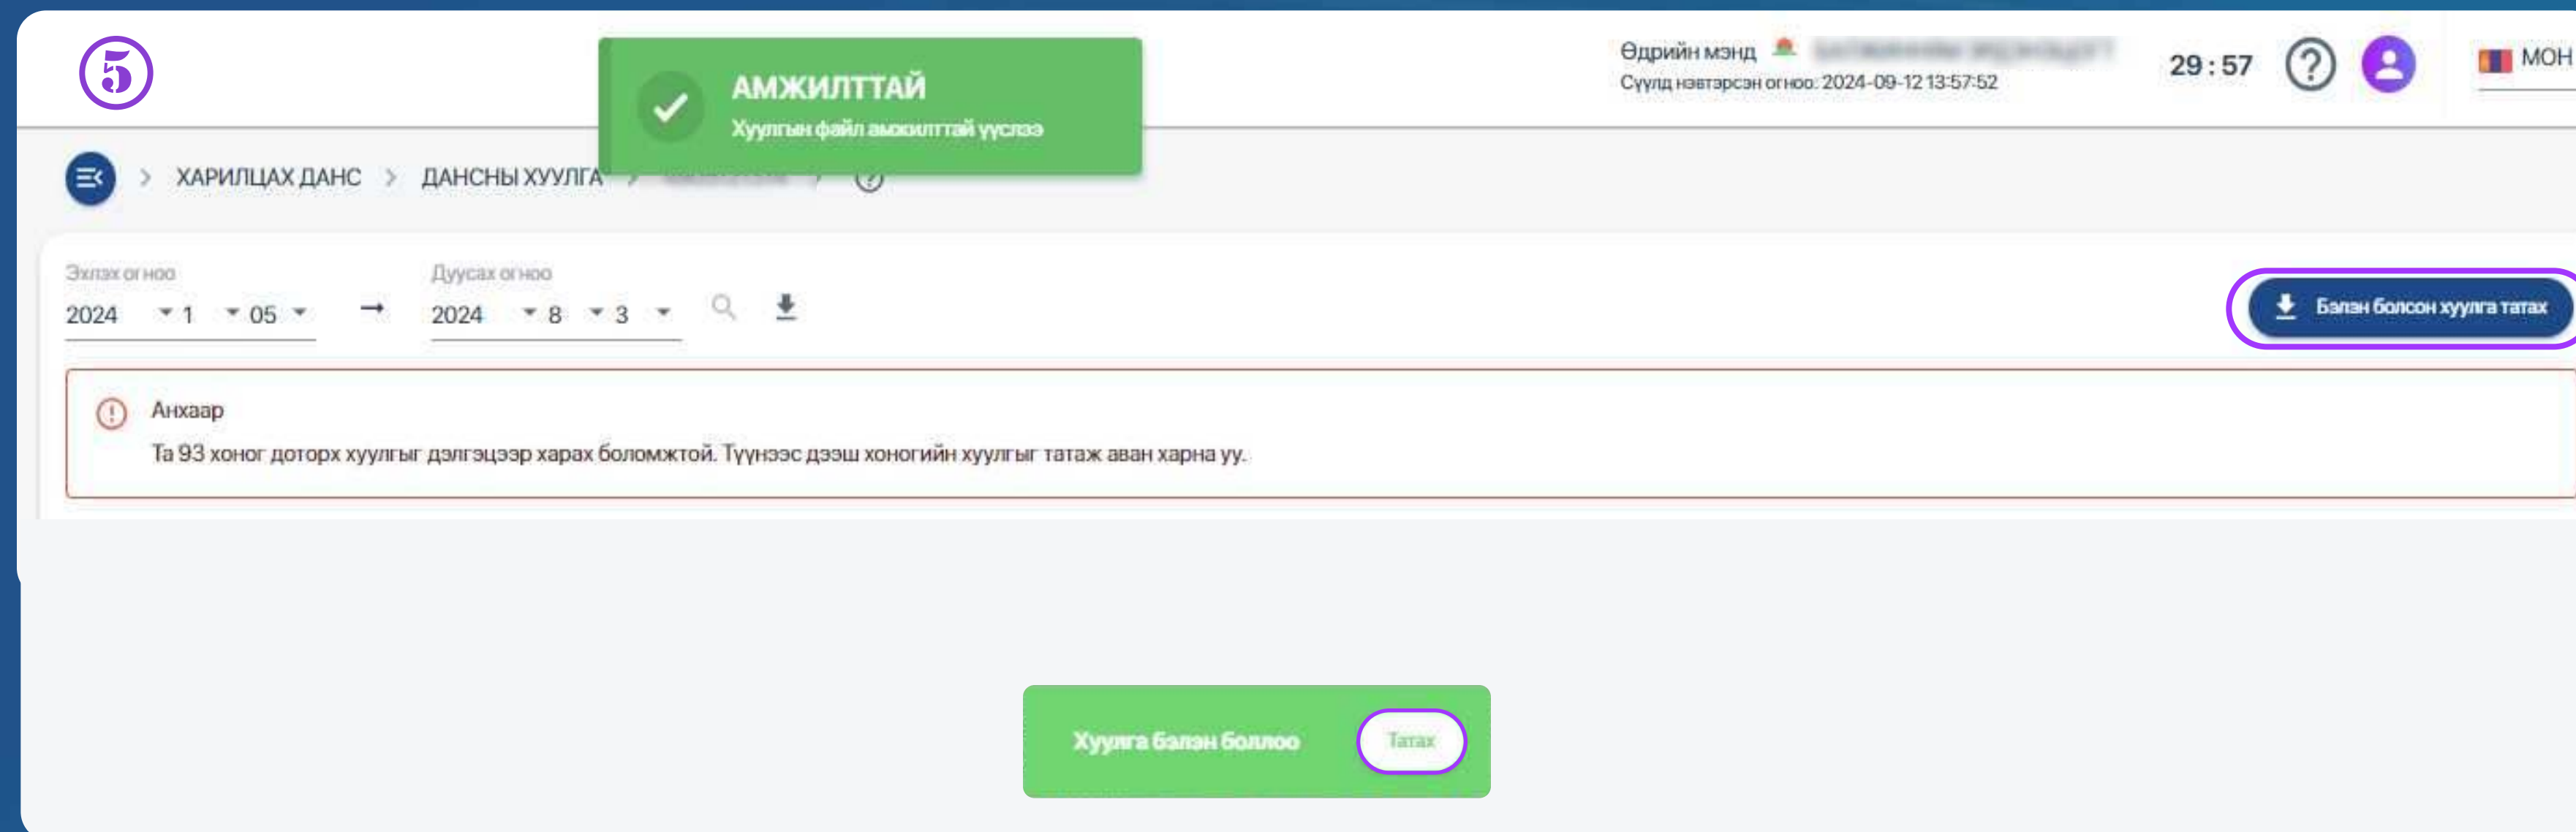 5
АМЖИЛТТАЙ
Хуулгын файл амжилттай үүслээ
Өдрийн мэнд
Сүүлд нэвтэрсэн огноо: 2024-09-12 13:57:52
29 : 57
МОН
> ХАРИЛЦАХ ДАНС > ДАНСНЫ ХУУЛГА >
Эхлэх огноо
Дуусах огноо
2024 1 05 → 2024 8 3
Бэлэн болсон хуулга татах
Анхаар
Та 93 хоног доторх хуулгыг дэлгэцээр харах боломжтой. Түүнээс дээш хоногийн хуулгыг татаж аван харна уу.
Хуулга бэлэн боллоо
Татах